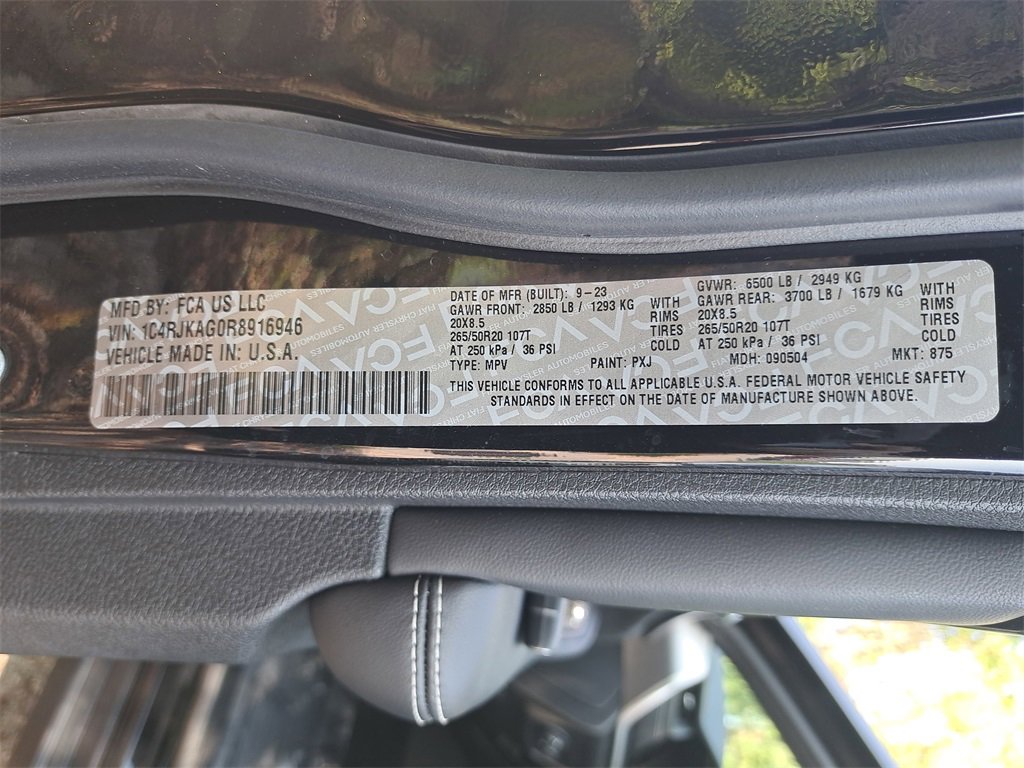 MFD BY: FCA US LLC
VIN: 1C4RJKAG0R8916946
VEHICLE MADE IN: U.S.A.
DATE OF MFR (BUILT): 9-23
GAWR FRONT: 2850 LB / 1293 KG WITH
20X8.5 RIMS
265/50R20 107T TIRES
AT 250 kPa / 36 PSI COLD
TYPE: MPV PAINT: PXJ
GVWR: 6500 LB / 2949 KG
GAWR REAR: 3700 LB / 1679 KG WITH
20X8.5 RIMS
265/50R20 107T TIRES
AT 250 kPa / 36 PSI COLD
MDH: 090504 MKT: 875
THIS VEHICLE CONFORMS TO ALL APPLICABLE U.S.A. FEDERAL MOTOR VEHICLE SAFETY
STANDARDS IN EFFECT ON THE DATE OF MANUFACTURE SHOWN ABOVE.